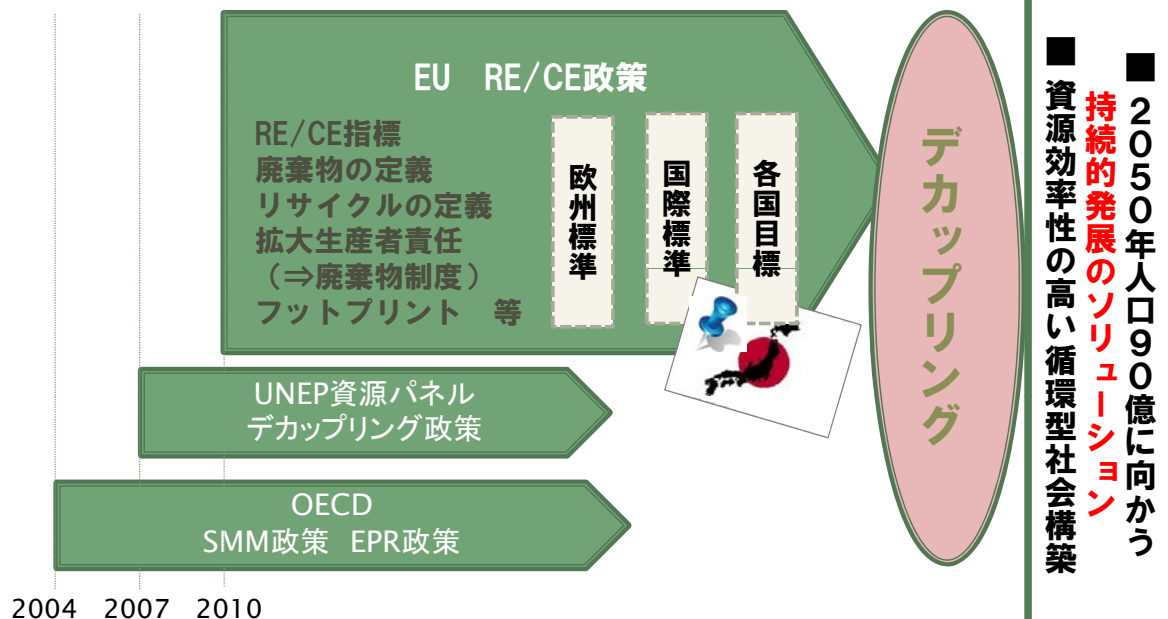 EU RE/CE政策
RE/CE指標
廃棄物の定義
リサイクルの定義
拡大生産者責任
（⇒廃棄物制度）
フットプリント 等
欧州標準
国際標準
各国目標
UNEP資源パネル
デカップリング政策
OECD
SMM政策 EPR政策
2004 2007 2010
デカップリング
■ ２０５０年人口９０億に向かう
持続的発展のソリューション
■ 資源効率性の高い循環型社会構築